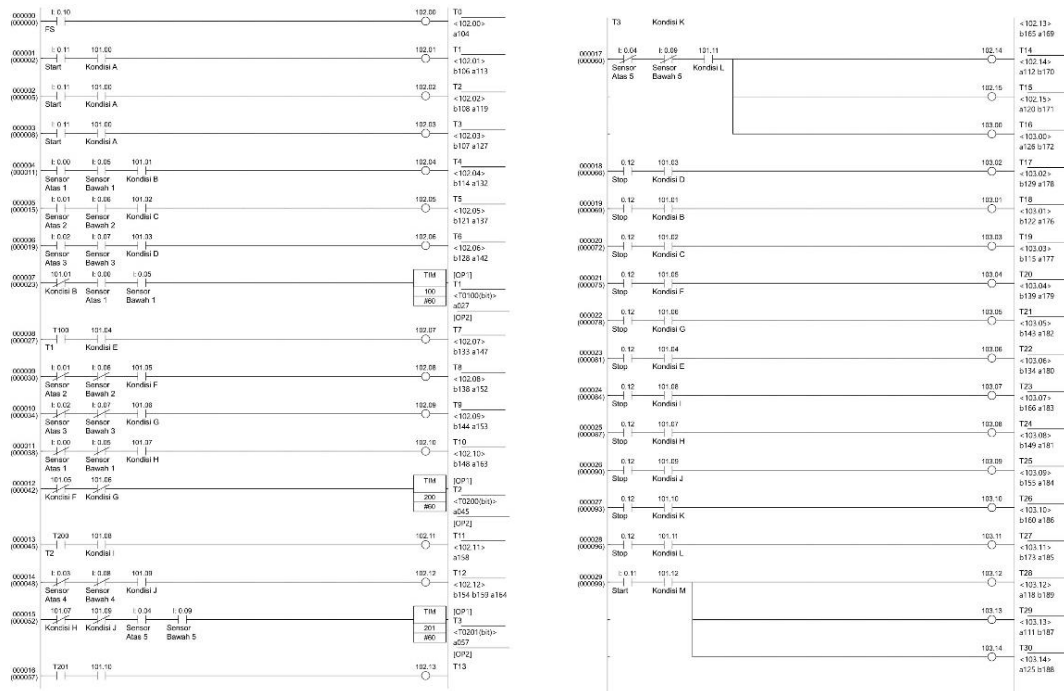 000000 I: 0.10 102.00 T0
(000000) FS <102.00>
a104
000001 I: 0.11 101.00 102.01 T1
(000002) Start Kondisi A <102.01>
b106 a113
000002 I: 0.11 101.00 102.02 T2
(000005) Start Kondisi A <102.02>
b108 a119
000003 I: 0.11 101.00 102.03 T3
(000008) Start Kondisi A <102.03>
b107 a127
000004 I: 0.00 I: 0.05 101.01 102.04 T4
(000011) Sensor Sensor Kondisi B <102.04>
Atas 1 Bawah 1 b114 a132
000005 I: 0.01 I: 0.06 101.02 102.05 T5
(000015) Sensor Sensor Kondisi C <102.05>
Atas 2 Bawah 2 b121 a137
000006 I: 0.02 I: 0.07 101.03 102.06 T6
(000019) Sensor Sensor Kondisi D <102.06>
Atas 3 Bawah 3 b128 a142
000007 101.01 I: 0.00 I: 0.05 TIM [OP1]
(000023) Kondisi B Sensor Sensor 100 T1
Atas 1 Bawah 1 #60 <T0100(bit)>
a027
[OP2]
000008 T100 101.04 102.07 T7
(000027) T1 Kondisi E <102.07>
b133 a147
000009 I: 0.01 I: 0.06 101.05 102.08 T8
(000030) Sensor Sensor Kondisi F <102.08>
Atas 2 Bawah 2 b138 a152
000010 I: 0.02 I: 0.07 101.06 102.09 T9
(000034) Sensor Sensor Kondisi G <102.09>
Atas 3 Bawah 3 b144 a153
000011 I: 0.00 I: 0.05 101.07 102.10 T10
(000038) Sensor Sensor Kondisi H <102.10>
Atas 1 Bawah 1 b148 a163
000012 101.05 101.06 TIM [OP1]
(000042) Kondisi F Kondisi G 200 T2
#60 <T0200(bit)>
a045
[OP2]
000013 T200 101.08 102.11 T11
(000045) T2 Kondisi I <102.11>
a158
000014 I: 0.03 I: 0.08 101.09 102.12 T12
(000048) Sensor Sensor Kondisi J <102.12>
Atas 4 Bawah 4 b154 b159 a164
000015 101.07 101.09 I: 0.04 I: 0.09 TIM [OP1]
(000052) Kondisi H Kondisi J Sensor Sensor 201 T3
Atas 5 Bawah 5 #60 <T0201(bit)>
a057
[OP2]
000016 T201 101.10 102.13 T13
(000057)
T3 Kondisi K <102.13>
b165 a169
000017 I: 0.04 I: 0.09 101.11 102.14 T14
(000060) Sensor Sensor Kondisi L <102.14>
Atas 5 Bawah 5 a112 b170
102.15 T15
<102.15>
a120 b171
103.00 T16
<103.00>
a126 b172
000018 0.12 101.03 103.02 T17
(000066) Stop Kondisi D <103.02>
b129 a178
000019 0.12 101.01 103.01 T18
(000069) Stop Kondisi B <103.01>
b122 a176
000020 0.12 101.02 103.03 T19
(000072) Stop Kondisi C <103.03>
b115 a177
000021 0.12 101.05 103.04 T20
(000075) Stop Kondisi F <103.04>
b139 a179
000022 0.12 101.06 103.05 T21
(000078) Stop Kondisi G <103.05>
b143 a182
000023 0.12 101.04 103.06 T22
(000081) Stop Kondisi E <103.06>
b134 a180
000024 0.12 101.08 103.07 T23
(000084) Stop Kondisi I <103.07>
b166 a183
000025 0.12 101.07 103.08 T24
(000087) Stop Kondisi H <103.08>
b149 a181
000026 0.12 101.09 103.09 T25
(000090) Stop Kondisi J <103.09>
b155 a184
000027 0.12 101.10 103.10 T26
(000093) Stop Kondisi K <103.10>
b160 a186
000028 0.12 101.11 103.11 T27
(000096) Stop Kondisi L <103.11>
b173 a185
000029 I: 0.11 101.12 103.12 T28
(000099) Start Kondisi M <103.12>
a118 b189
103.13 T29
<103.13>
a111 b187
103.14 T30
<103.14>
a125 b188